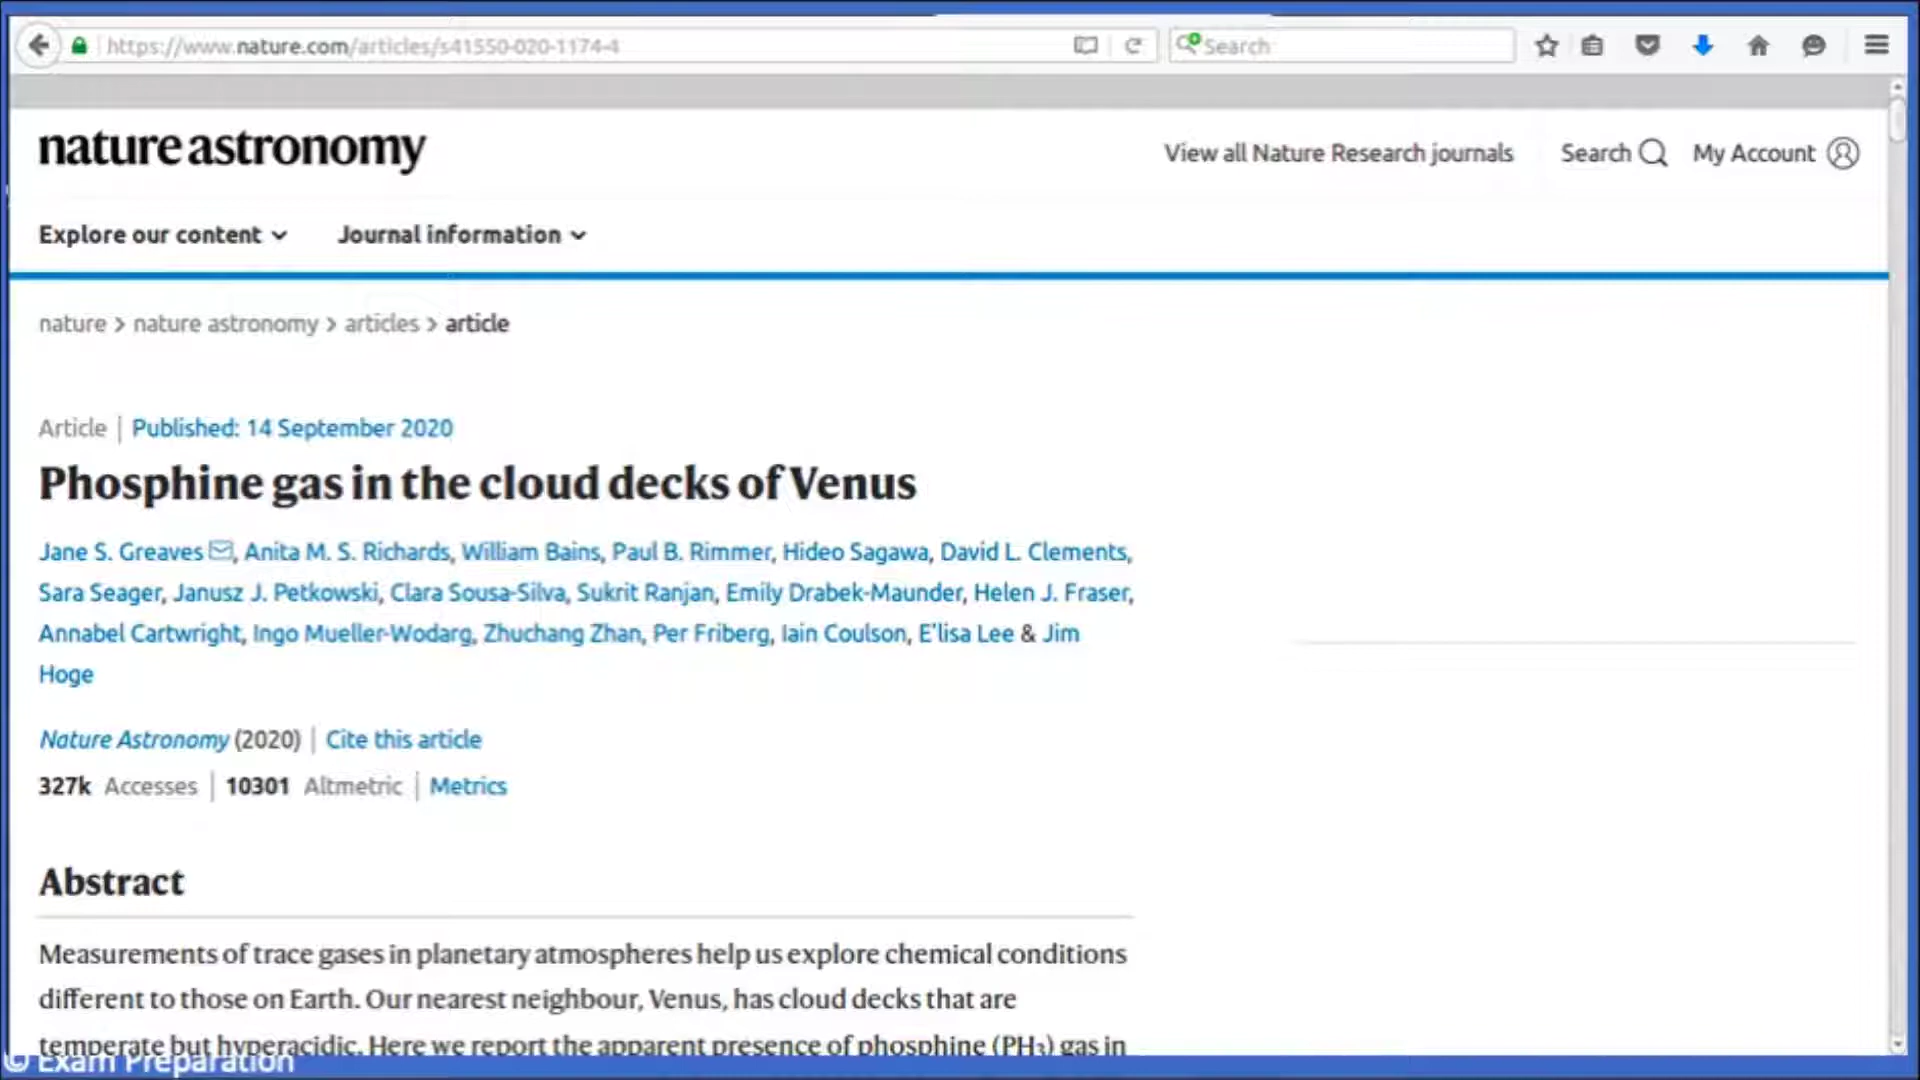 https://www.nature.com/articles/s41550-020-1174-4
Search
nature astronomy
View all Nature Research journals
Search
My Account
Explore our content
Journal information
nature > nature astronomy > articles > article
Article | Published: 14 September 2020
Phosphine gas in the cloud decks of Venus
Jane S. Greaves, Anita M. S. Richards, William Bains, Paul B. Rimmer, Hideo Sagawa, David L. Clements,
Sara Seager, Janusz J. Petkowski, Clara Sousa-Silva, Sukrit Ranjan, Emily Drabek-Maunder, Helen J. Fraser,
Annabel Cartwright, Ingo Mueller-Wodarg, Zhuchang Zhan, Per Friberg, Iain Coulson, E'lisa Lee & Jim
Hoge
Nature Astronomy (2020) | Cite this article
327k Accesses | 10301 Altmetric | Metrics
Abstract
Measurements of trace gases in planetary atmospheres help us explore chemical conditions
different to those on Earth. Our nearest neighbour, Venus, has cloud decks that are
temperate but hyperacidic. Here we report the apparent presence of phosphine (PH₃) gas in
© Exam Preparation